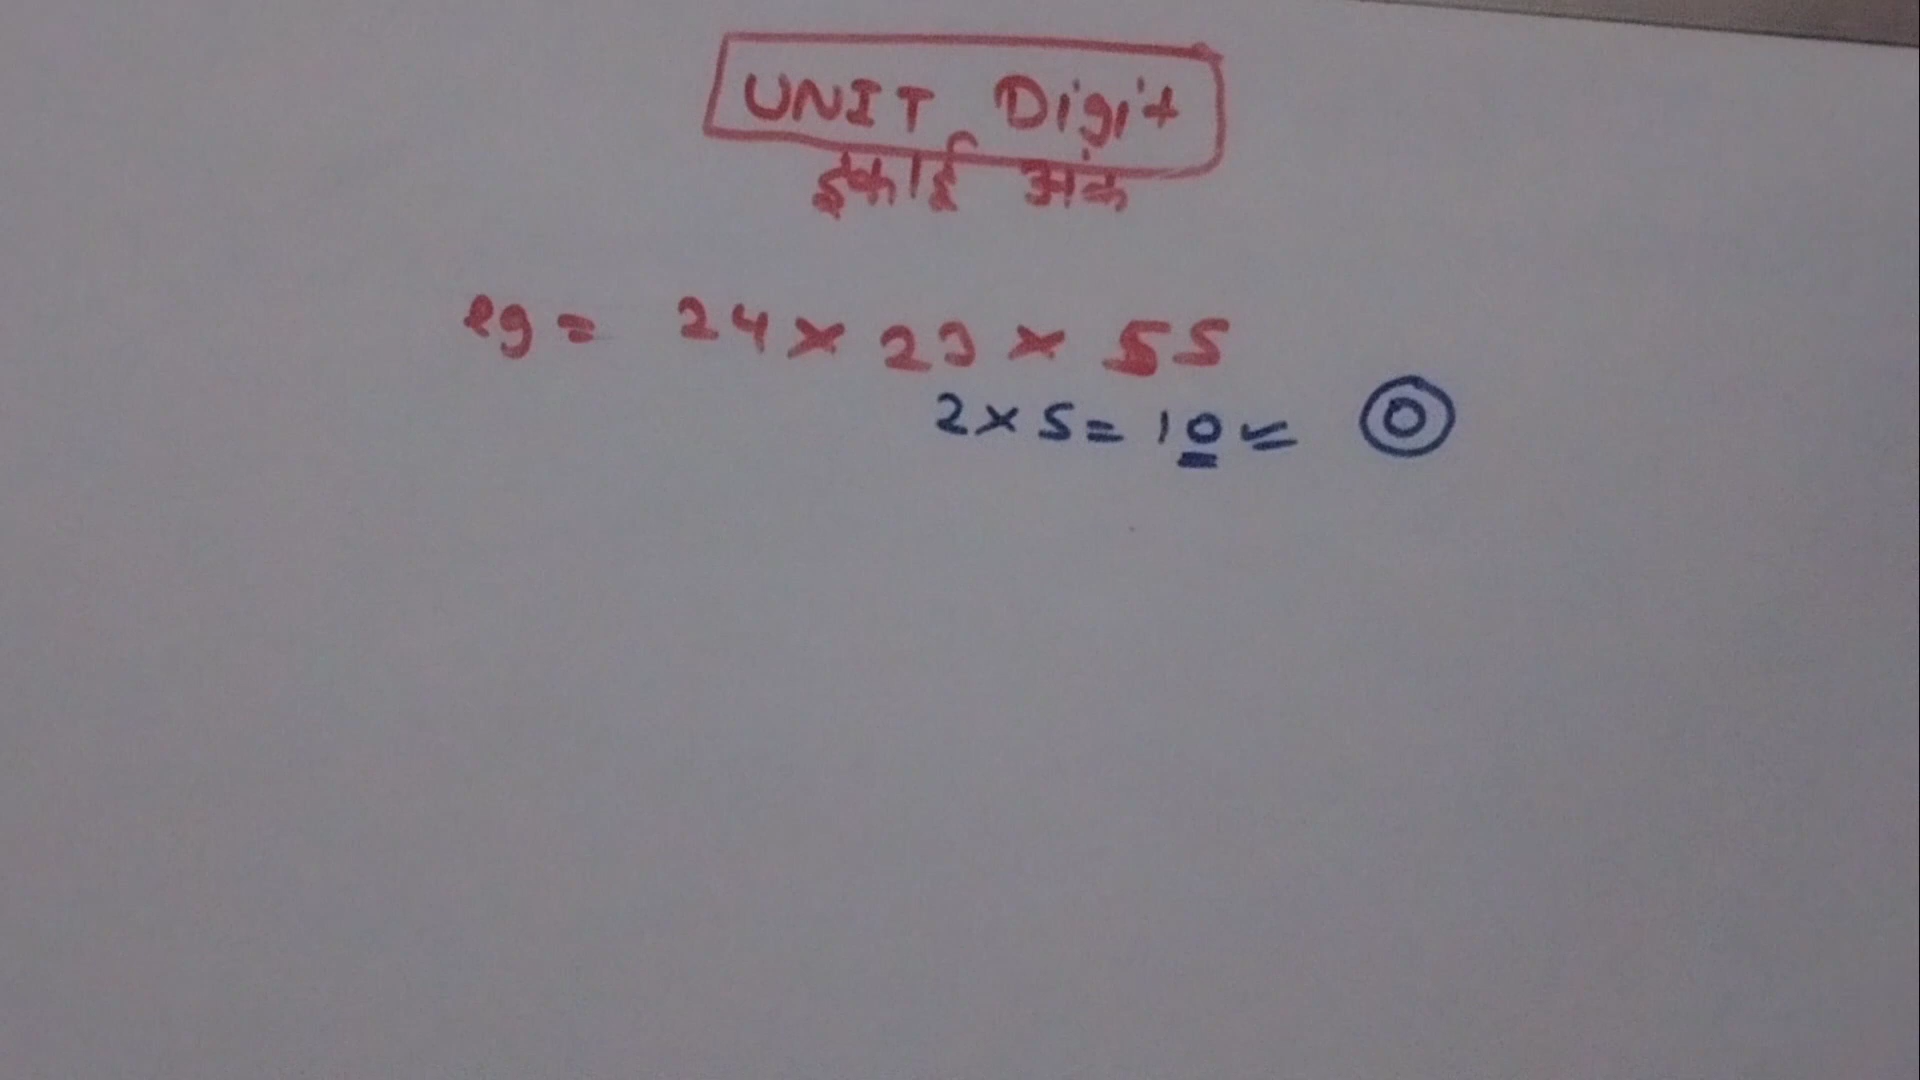 UNIT Digit
इकाई अंक
eg = 24 × 23 × 55
2 × 5 = 10 0